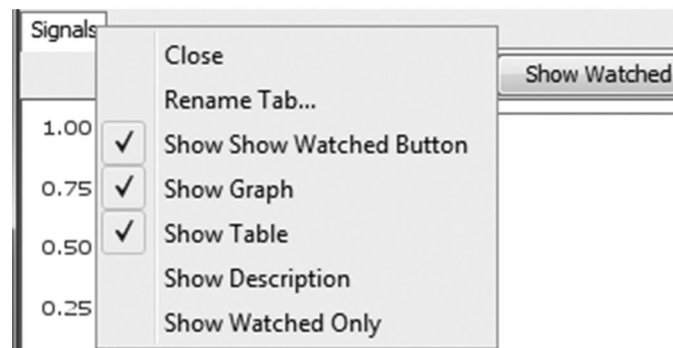 Signals
Close
Show Watched
Rename Tab...
1.00
Show Show Watched Button
0.75
Show Graph
Show Table
0.50
Show Description
0.25
Show Watched Only